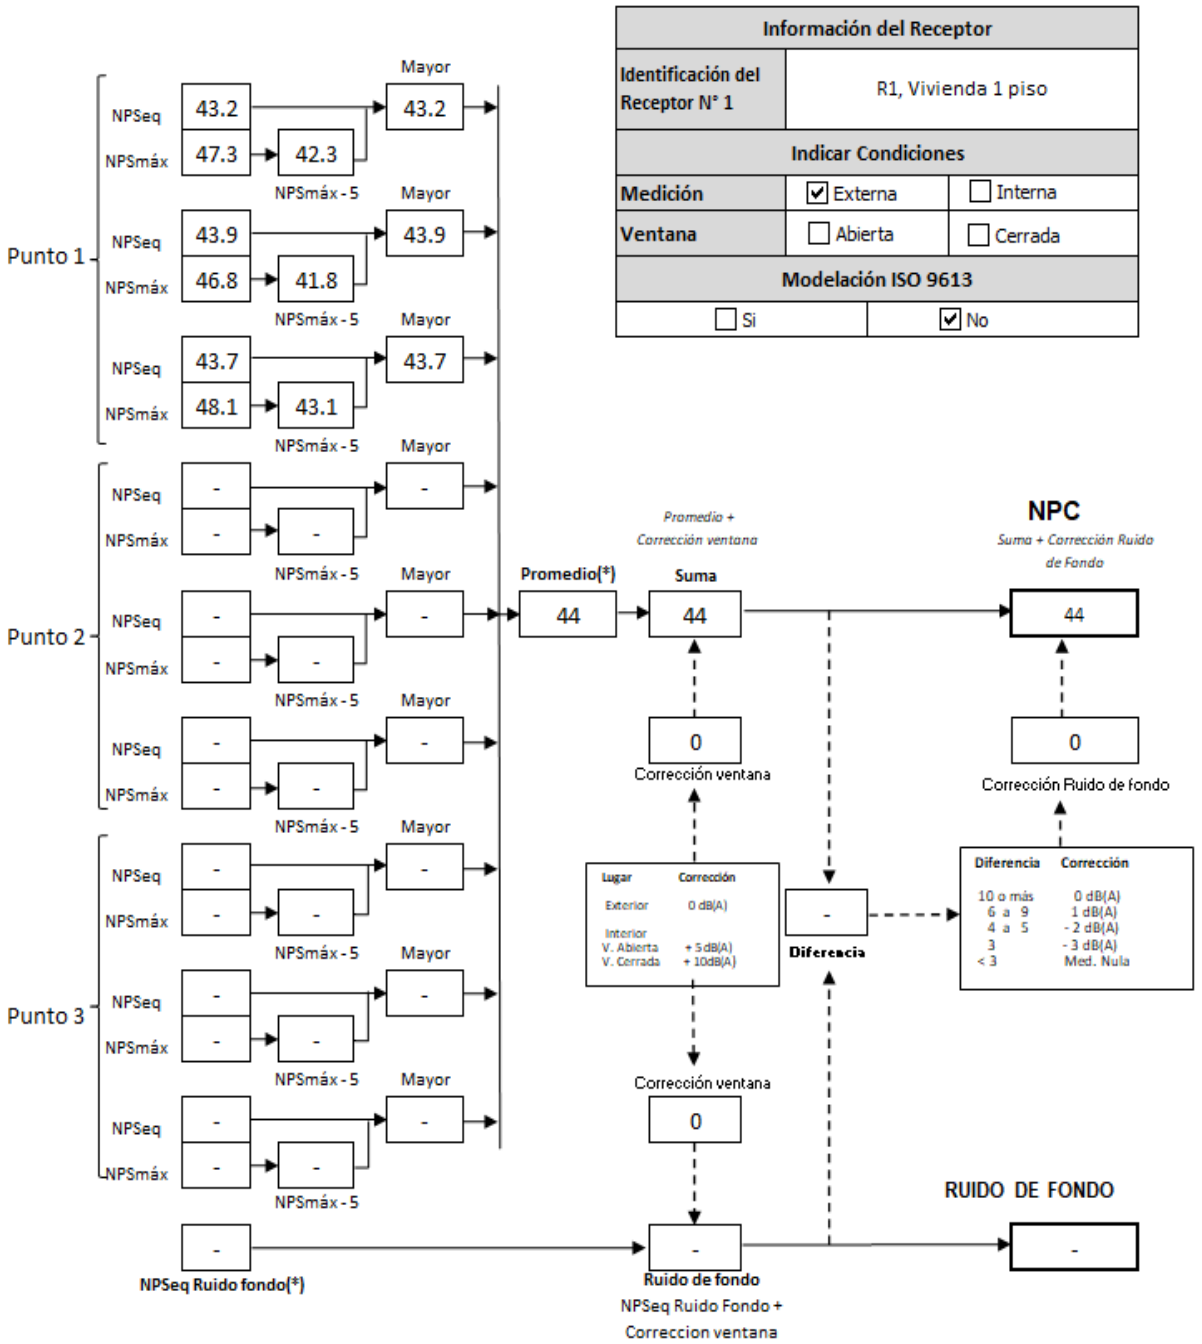 Información del Receptor
Identificación del
Receptor N° 1
R1, Vivienda 1 piso
Indicar Condiciones
Medición
Externa
Interna
Ventana
Abierta
Cerrada
Modelación ISO 9613
Si
No
Punto 1
Mayor
NPSeq
43.2
43.2
NPSmáx
47.3
42.3
NPSmáx - 5
Mayor
NPSeq
43.9
43.9
NPSmáx
46.8
41.8
NPSmáx - 5
Mayor
NPSeq
43.7
43.7
NPSmáx
48.1
43.1
NPSmáx - 5
Punto 2
Mayor
NPSeq
-
-
NPSmáx
-
-
NPSmáx - 5
Mayor
NPSeq
-
-
NPSmáx
-
-
NPSmáx - 5
Mayor
NPSeq
-
-
NPSmáx
-
-
NPSmáx - 5
Punto 3
Mayor
NPSeq
-
-
NPSmáx
-
-
NPSmáx - 5
Mayor
NPSeq
-
-
NPSmáx
-
-
NPSmáx - 5
Mayor
NPSeq
-
-
NPSmáx
-
-
NPSmáx - 5
Promedio(*)
44
Promedio +
Corrección ventana
Suma
44
0
Corrección ventana
Lugar Corrección
Exterior 0 dB(A)
Interior
V. Abierta + 5 dB(A)
V. Cerrada + 10dB(A)
Corrección ventana
0
-
Diferencia
NPC
Suma + Corrección Ruido
de Fondo
44
0
Corrección Ruido de fondo
Diferencia Corrección
10 o más 0 dB(A)
6 a 9 1 dB(A)
4 a 5 - 2 dB(A)
3 - 3 dB(A)
< 3 Med. Nula
-
NPSeq Ruido fondo(*)
-
Ruido de fondo
NPSeq Ruido Fondo +
Correccion ventana
RUIDO DE FONDO
-